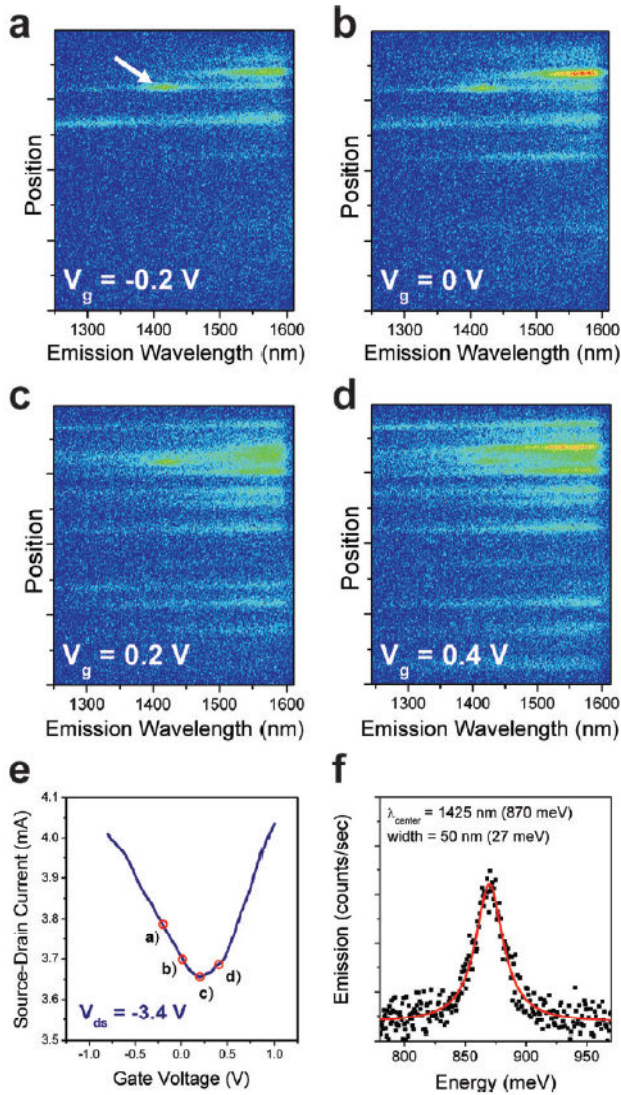 a
Position
V_g = -0.2 V
1300 1400 1500 1600
Emission Wavelength (nm)
b
Position
V_g = 0 V
1300 1400 1500 1600
Emission Wavelength (nm)
c
Position
V_g = 0.2 V
1300 1400 1500 1600
Emission Wavelength (nm)
d
Position
V_g = 0.4 V
1300 1400 1500 1600
Emission Wavelength (nm)
e
Source-Drain Current (mA)
4.1
4.0
3.9
3.8
3.7
3.6
3.5
a)
b)
c)
d)
V_ds = -3.4 V
-1.0 -0.5 0.0 0.5 1.0
Gate Voltage (V)
f
Emission (counts/sec)
λ_center = 1425 nm (870 meV)
width = 50 nm (27 meV)
800 850 900 950
Energy (meV)